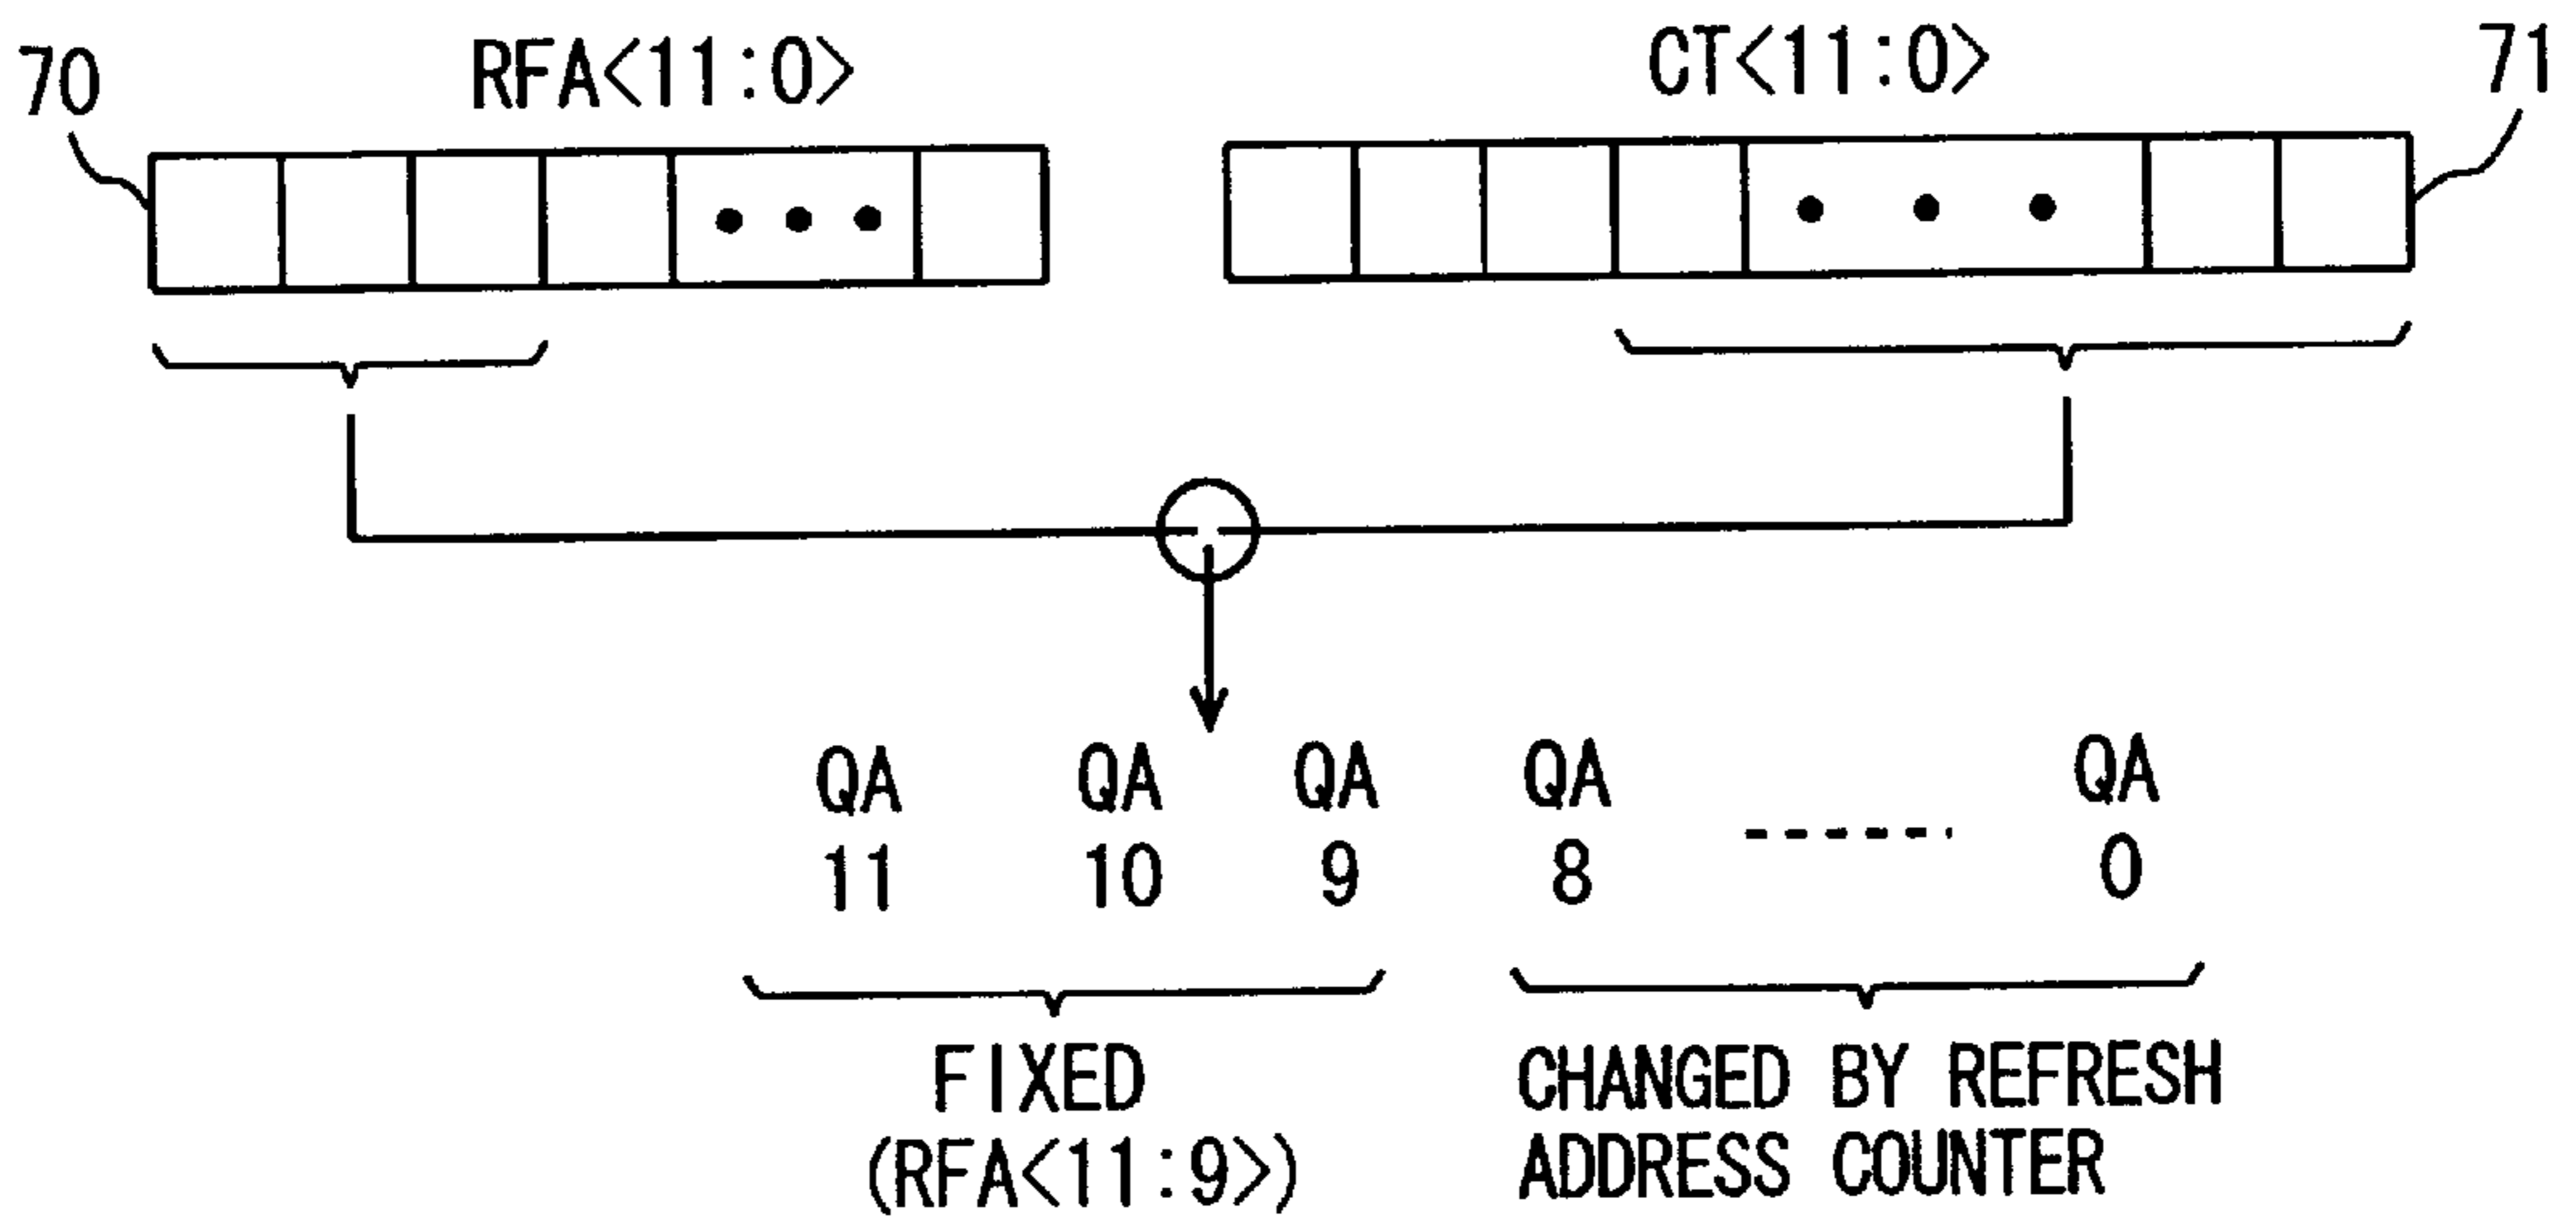 70 RFA<11:0> CT<11:0> 71
QA QA QA QA QA
11 10 9 8 ------ 0
FIXED CHANGED BY REFRESH
(RFA<11:9>) ADDRESS COUNTER